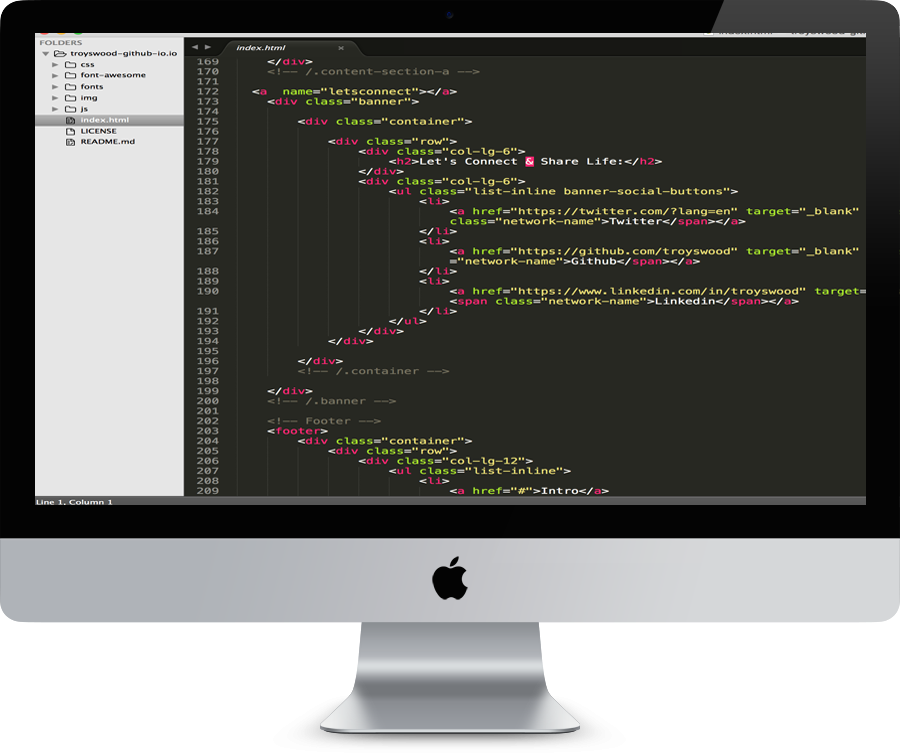 FOLDERS
troyswood-github-io.io
css
font-awesome
fonts
img
js
index.html
LICENSE
README.md
index.html ×
169 </div>
170 <!-- /.content-section-a -->
171
172 <a  name="letsconnect"></a>
173 <div class="banner">
174
175 <div class="container">
176
177 <div class="row">
178 <div class="col-lg-6">
179 <h2>Let's Connect & Share Life:</h2>
180 </div>
181 <div class="col-lg-6">
182 <ul class="list-inline banner-social-buttons">
183 <li>
184 <a href="https://twitter.com/?lang=en" target="_blank"
class="network-name">Twitter</span></a>
185 </li>
186 <li>
187 <a href="https://github.com/troyswood" target="_blank"
="network-name">Github</span></a>
188 </li>
189 <li>
190 <a href="https://www.linkedin.com/in/troyswood" target=
<span class="network-name">Linkedin</span></a>
191 </li>
192 </ul>
193 </div>
194 </div>
195
196 </div>
197 <!-- /.container -->
198
199 </div>
200 <!-- /.banner -->
201
202 <!-- Footer -->
203 <footer>
204 <div class="container">
205 <div class="row">
206 <div class="col-lg-12">
207 <ul class="list-inline">
208 <li>
209 <a href="#">Intro</a>
Line 1, Column 1